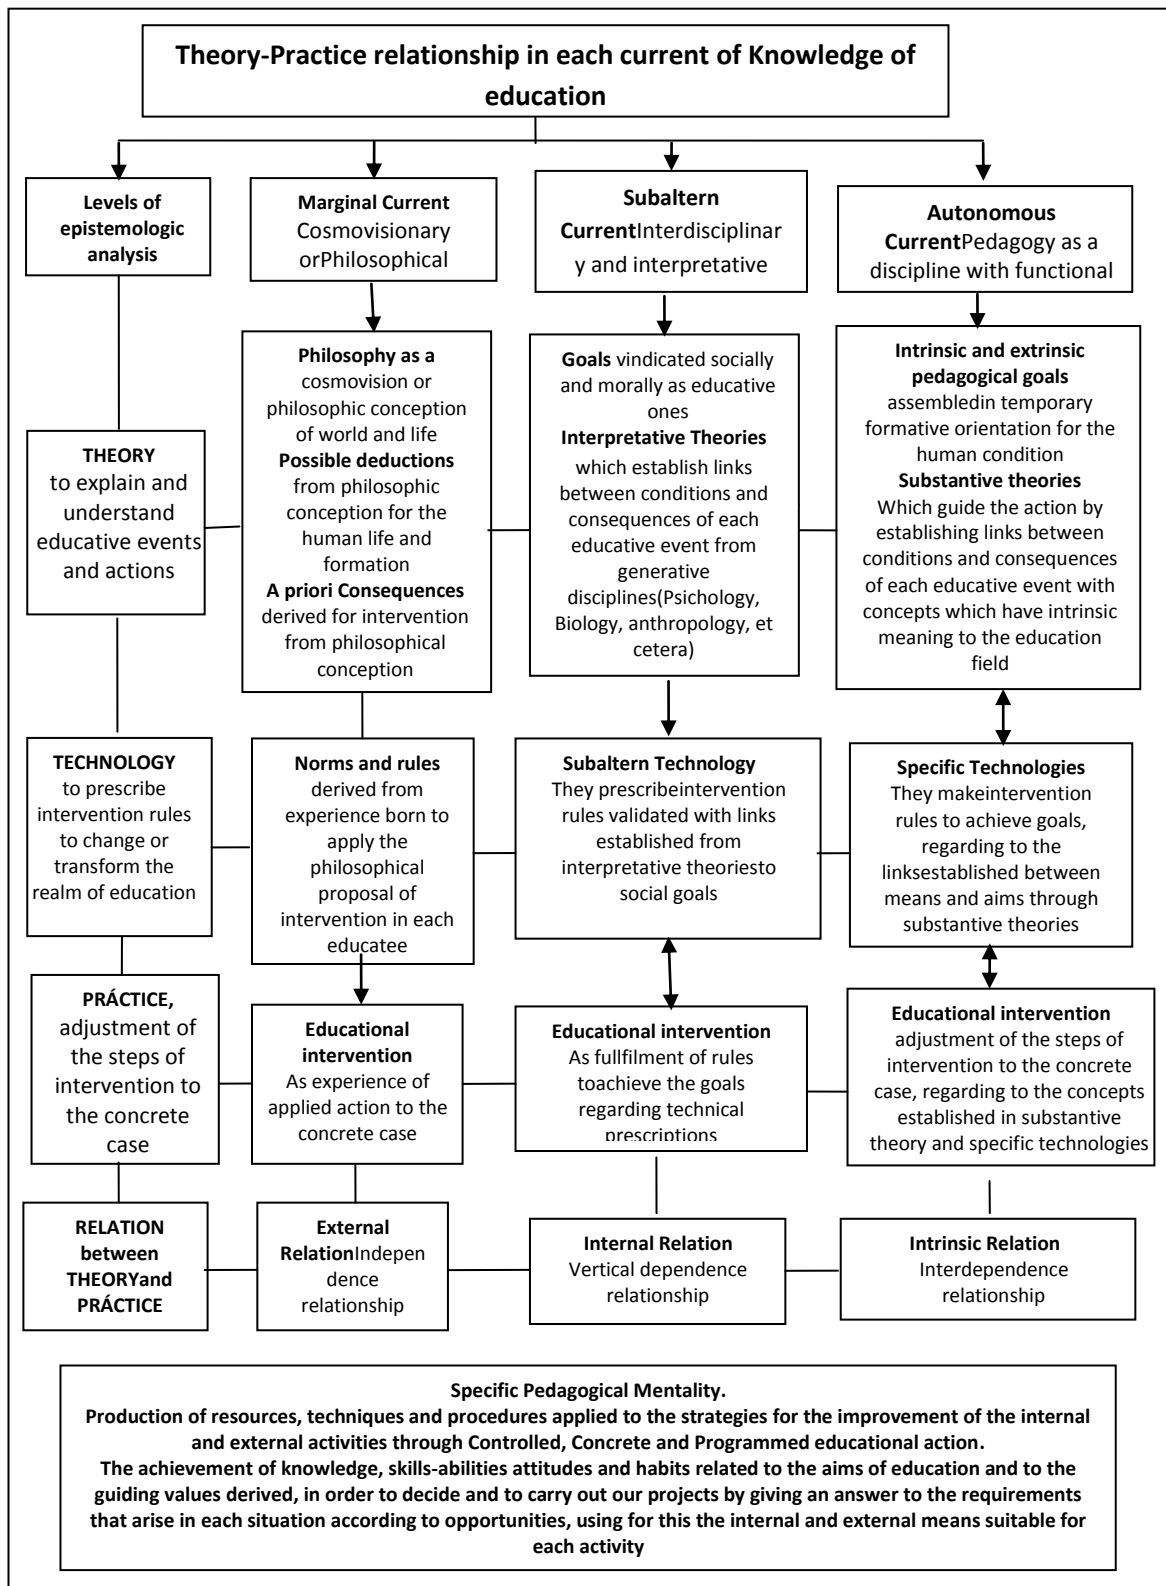 Theory-Practice relationship in each current of Knowledge of
education
Levels of
epistemologic
analysis
Marginal Current
Cosmovisionary
orPhilosophical
Subaltern
CurrentInterdisciplinar
y and interpretative
Autonomous
CurrentPedagogy as a
discipline with functional
THEORY
to explain and
understand
educative events
and actions
Philosophy as a
cosmovision or
philosophic conception
of world and life
Possible deductions
from philosophic
conception for the
human life and
formation
A priori Consequences
derived for intervention
from philosophical
conception
Goals vindicated socially
and morally as educative
ones
Interpretative Theories
which establish links
between conditions and
consequences of each
educative event from
generative
disciplines(Psichology,
Biology, anthropology, et
cetera)
Intrinsic and extrinsic
pedagogical goals
assembledin temporary
formative orientation for the
human condition
Substantive theories
Which guide the action by
establishing links between
conditions and consequences
of each educative event with
concepts which have intrinsic
meaning to the education
field
TECHNOLOGY
to prescribe
intervention rules
to change or
transform the
realm of education
Norms and rules
derived from
experience born to
apply the
philosophical
proposal of
intervention in each
educatee
Subaltern Technology
They prescribeintervention
rules validated with links
established from
interpretative theoriesto
social goals
Specific Technologies
They makeintervention
rules to achieve goals,
regarding to the
linksestablished between
means and aims through
substantive theories
PRÁCTICE,
adjustment of
the steps of
intervention to
the concrete
case
Educational
intervention
As experience of
applied action to the
concrete case
Educational intervention
As fullfilment of rules
toachieve the goals
regarding technical
prescriptions
Educational intervention
adjustment of the steps of
intervention to the concrete
case, regarding to the concepts
established in substantive
theory and specific technologies
RELATION
between
THEORYand
PRÁCTICE
External
RelationIndepen
dence
relationship
Internal Relation
Vertical dependence
relationship
Intrinsic Relation
Interdependence
relationship
Specific Pedagogical Mentality.
Production of resources, techniques and procedures applied to the strategies for the improvement of the internal
and external activities through Controlled, Concrete and Programmed educational action.
The achievement of knowledge, skills-abilities attitudes and habits related to the aims of education and to the
guiding values derived, in order to decide and to carry out our projects by giving an answer to the requirements
that arise in each situation according to opportunities, using for this the internal and external means suitable for
each activity